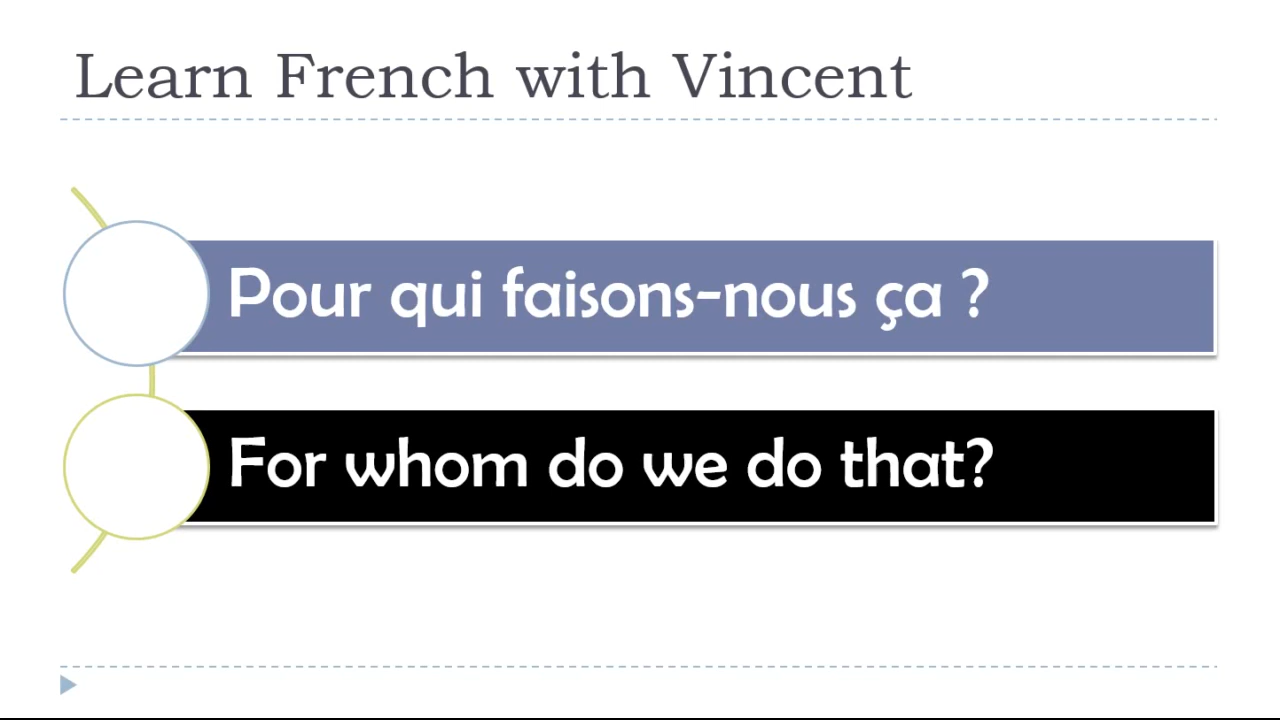 Learn French with Vincent
Pour qui faisons-nous ça ?
For whom do we do that?